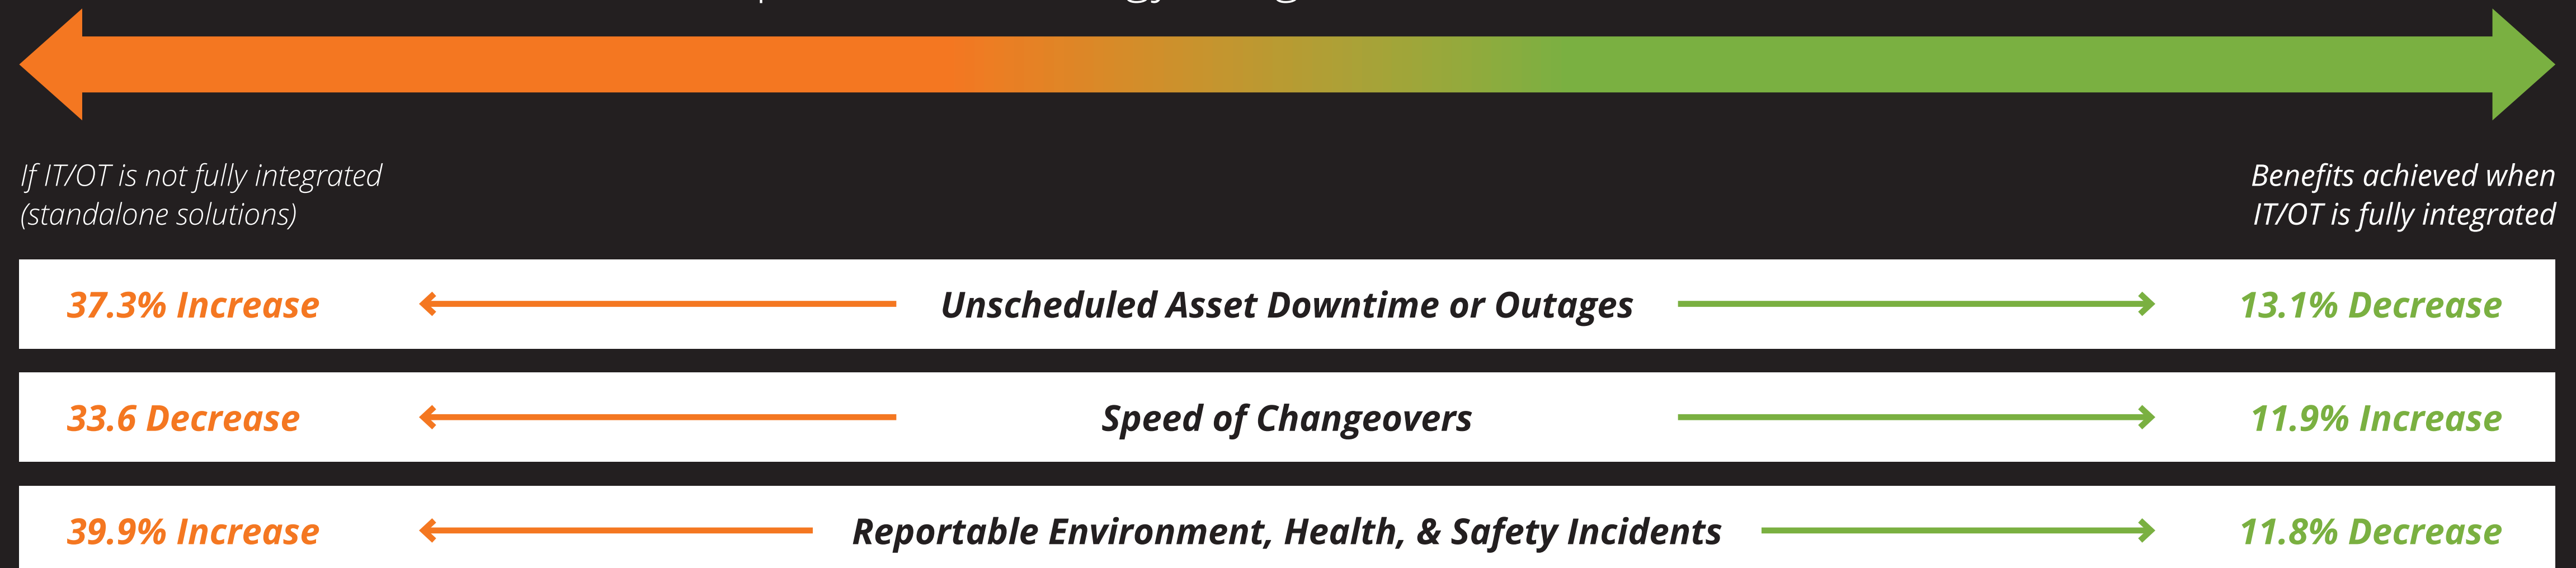 If IT/OT is not fully integrated
(standalone solutions)
Benefits achieved when
IT/OT is fully integrated
37.3% Increase Unscheduled Asset Downtime or Outages 13.1% Decrease
33.6 Decrease Speed of Changeovers 11.9% Increase
39.9% Increase Reportable Environment, Health, & Safety Incidents 11.8% Decrease